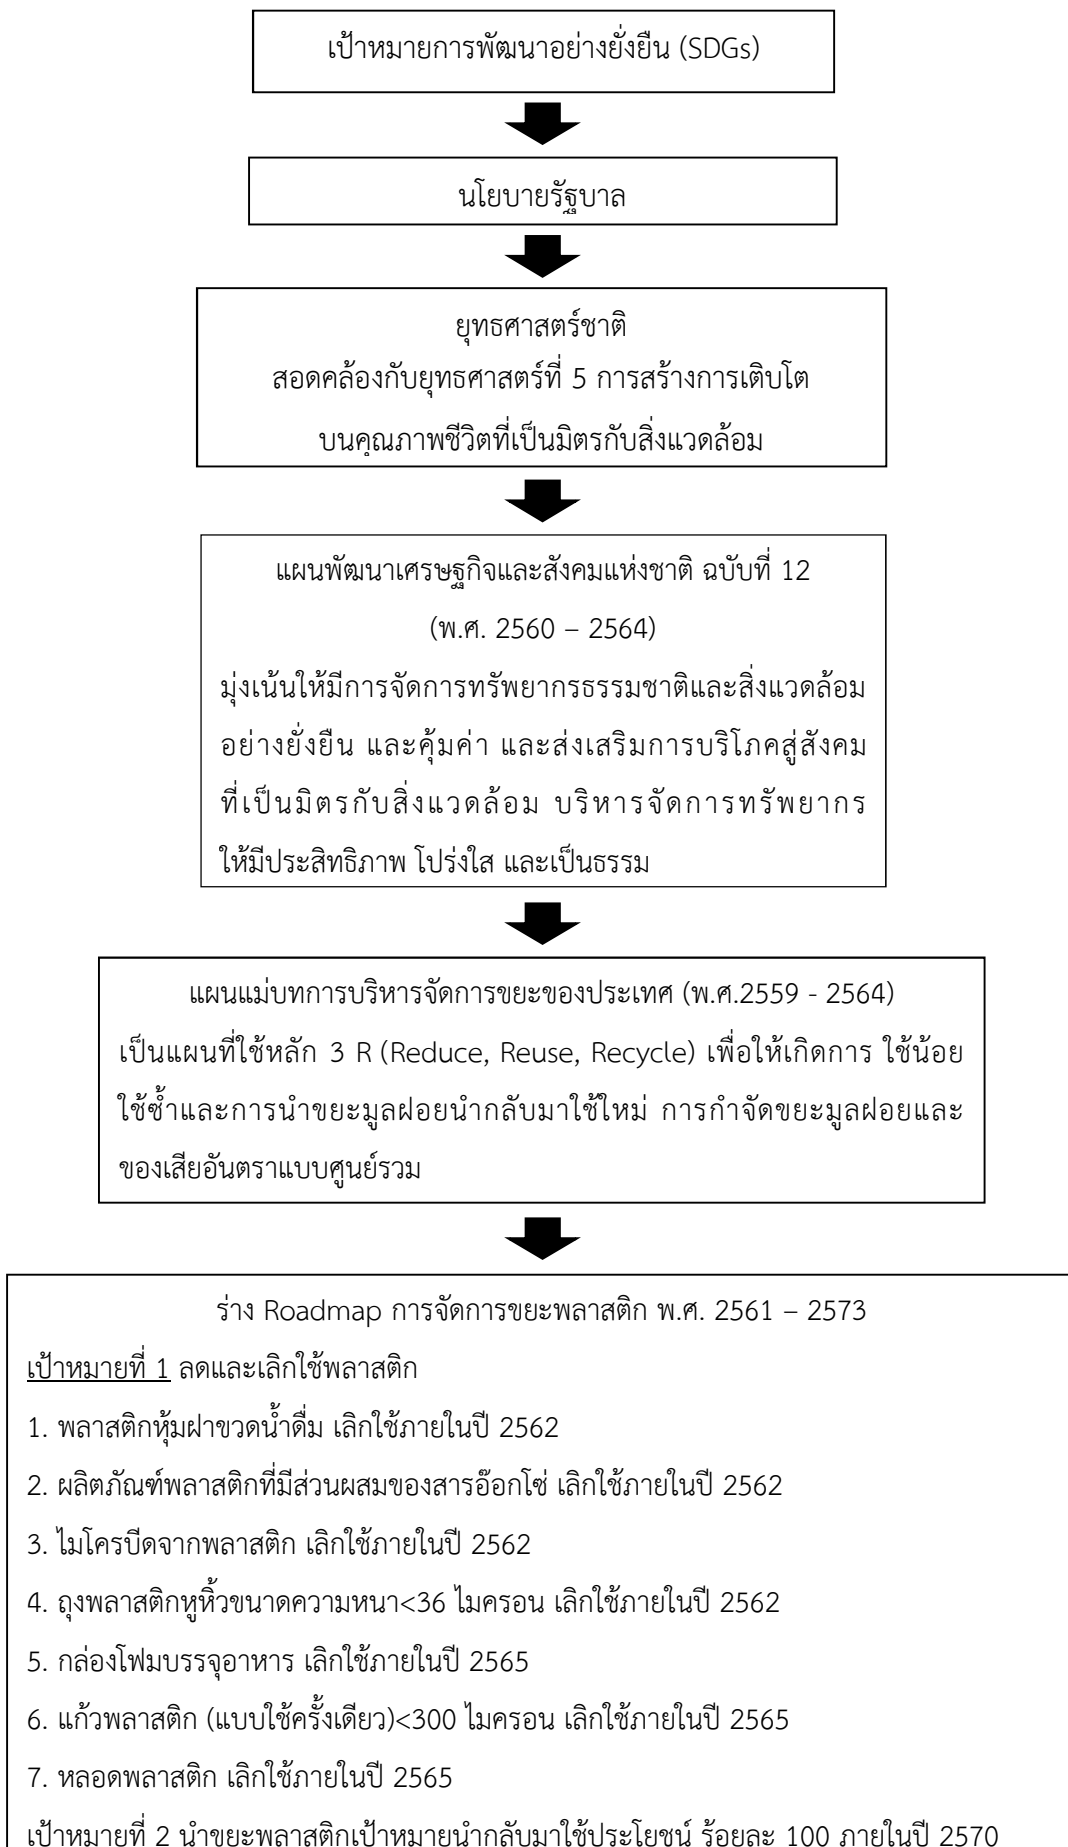 เป้าหมายการพัฒนาอย่างยั่งยืน (SDGs)
นโยบายรัฐบาล
ยุทธศาสตร์ชาติ
สอดคล้องกับยุทธศาสตร์ที่ 5 การสร้างการเติบโต
บนคุณภาพชีวิตที่เป็นมิตรกับสิ่งแวดล้อม
แผนพัฒนาเศรษฐกิจและสังคมแห่งชาติ ฉบับที่ 12
(พ.ศ. 2560 – 2564)
มุ่งเน้นให้มีการจัดการทรัพยากรธรรมชาติและสิ่งแวดล้อม
อย่างยั่งยืน และคุ้มค่า และส่งเสริมการบริโภคสู่สังคม
ที่เป็นมิตรกับสิ่งแวดล้อม บริหารจัดการทรัพยากร
ให้มีประสิทธิภาพ โปร่งใส และเป็นธรรม
แผนแม่บทการบริหารจัดการขยะของประเทศ (พ.ศ.2559 - 2564)
เป็นแผนที่ใช้หลัก 3 R (Reduce, Reuse, Recycle) เพื่อให้เกิดการ ใช้น้อย
ใช้ซ้ำและการนำขยะมูลฝอยนำกลับมาใช้ใหม่ การกำจัดขยะมูลฝอยและ
ของเสียอันตราแบบศูนย์รวม
ร่าง Roadmap การจัดการขยะพลาสติก พ.ศ. 2561 – 2573
เป้าหมายที่ 1 ลดและเลิกใช้พลาสติก
1. พลาสติกหุ้มฝาขวดน้ำดื่ม เลิกใช้ภายในปี 2562
2. ผลิตภัณฑ์พลาสติกที่มีส่วนผสมของสารอ๊อกโซ่ เลิกใช้ภายในปี 2562
3. ไมโครบีดจากพลาสติก เลิกใช้ภายในปี 2562
4. ถุงพลาสติกหูหิ้วขนาดความหนา<36 ไมครอน เลิกใช้ภายในปี 2562
5. กล่องโฟมบรรจุอาหาร เลิกใช้ภายในปี 2565
6. แก้วพลาสติก (แบบใช้ครั้งเดียว)<300 ไมครอน เลิกใช้ภายในปี 2565
7. หลอดพลาสติก เลิกใช้ภายในปี 2565
เป้าหมายที่ 2 นำขยะพลาสติกเป้าหมายนำกลับมาใช้ประโยชน์ ร้อยละ 100 ภายในปี 2570